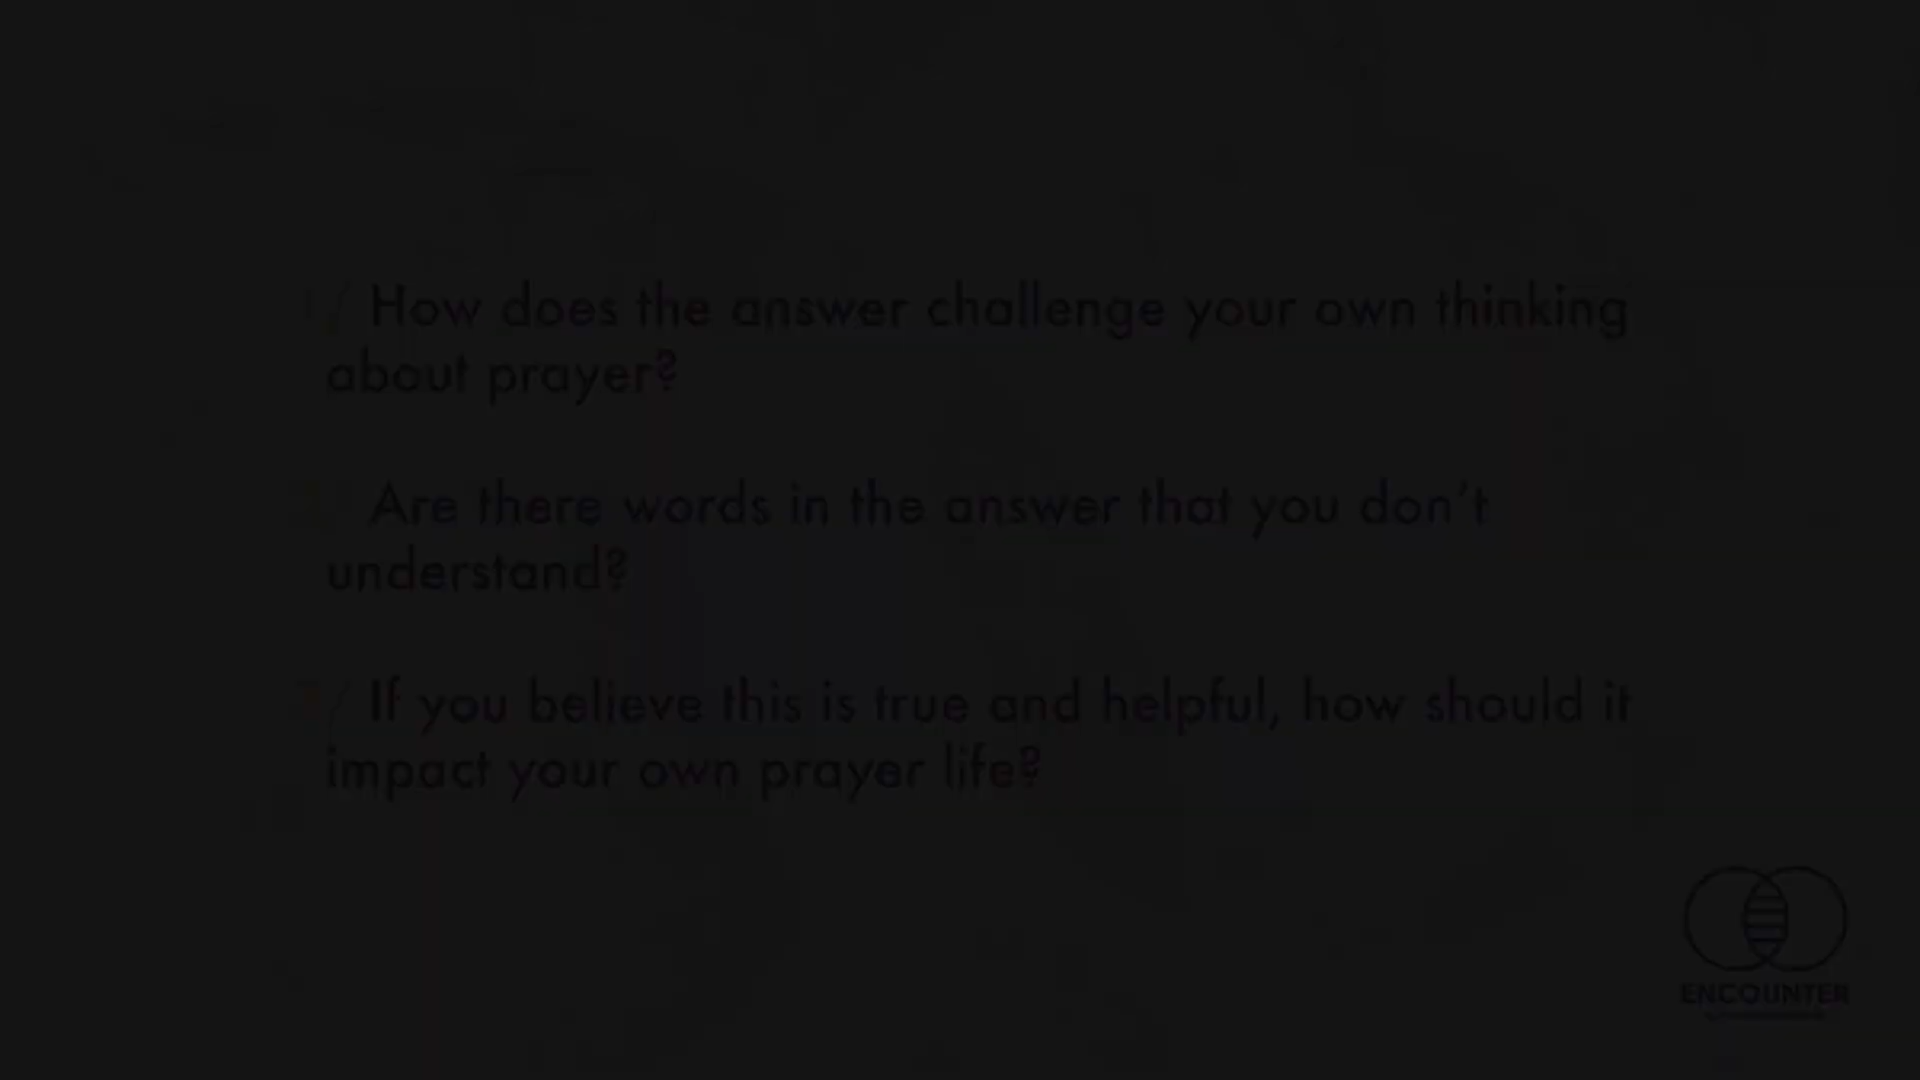 1/ How does the answer challenge your own thinking
about prayer?
Are there words in the answer that you don't
understand?
/ If you believe this is true and helpful, how should it
impact your own prayer life?
ENCOUNTER